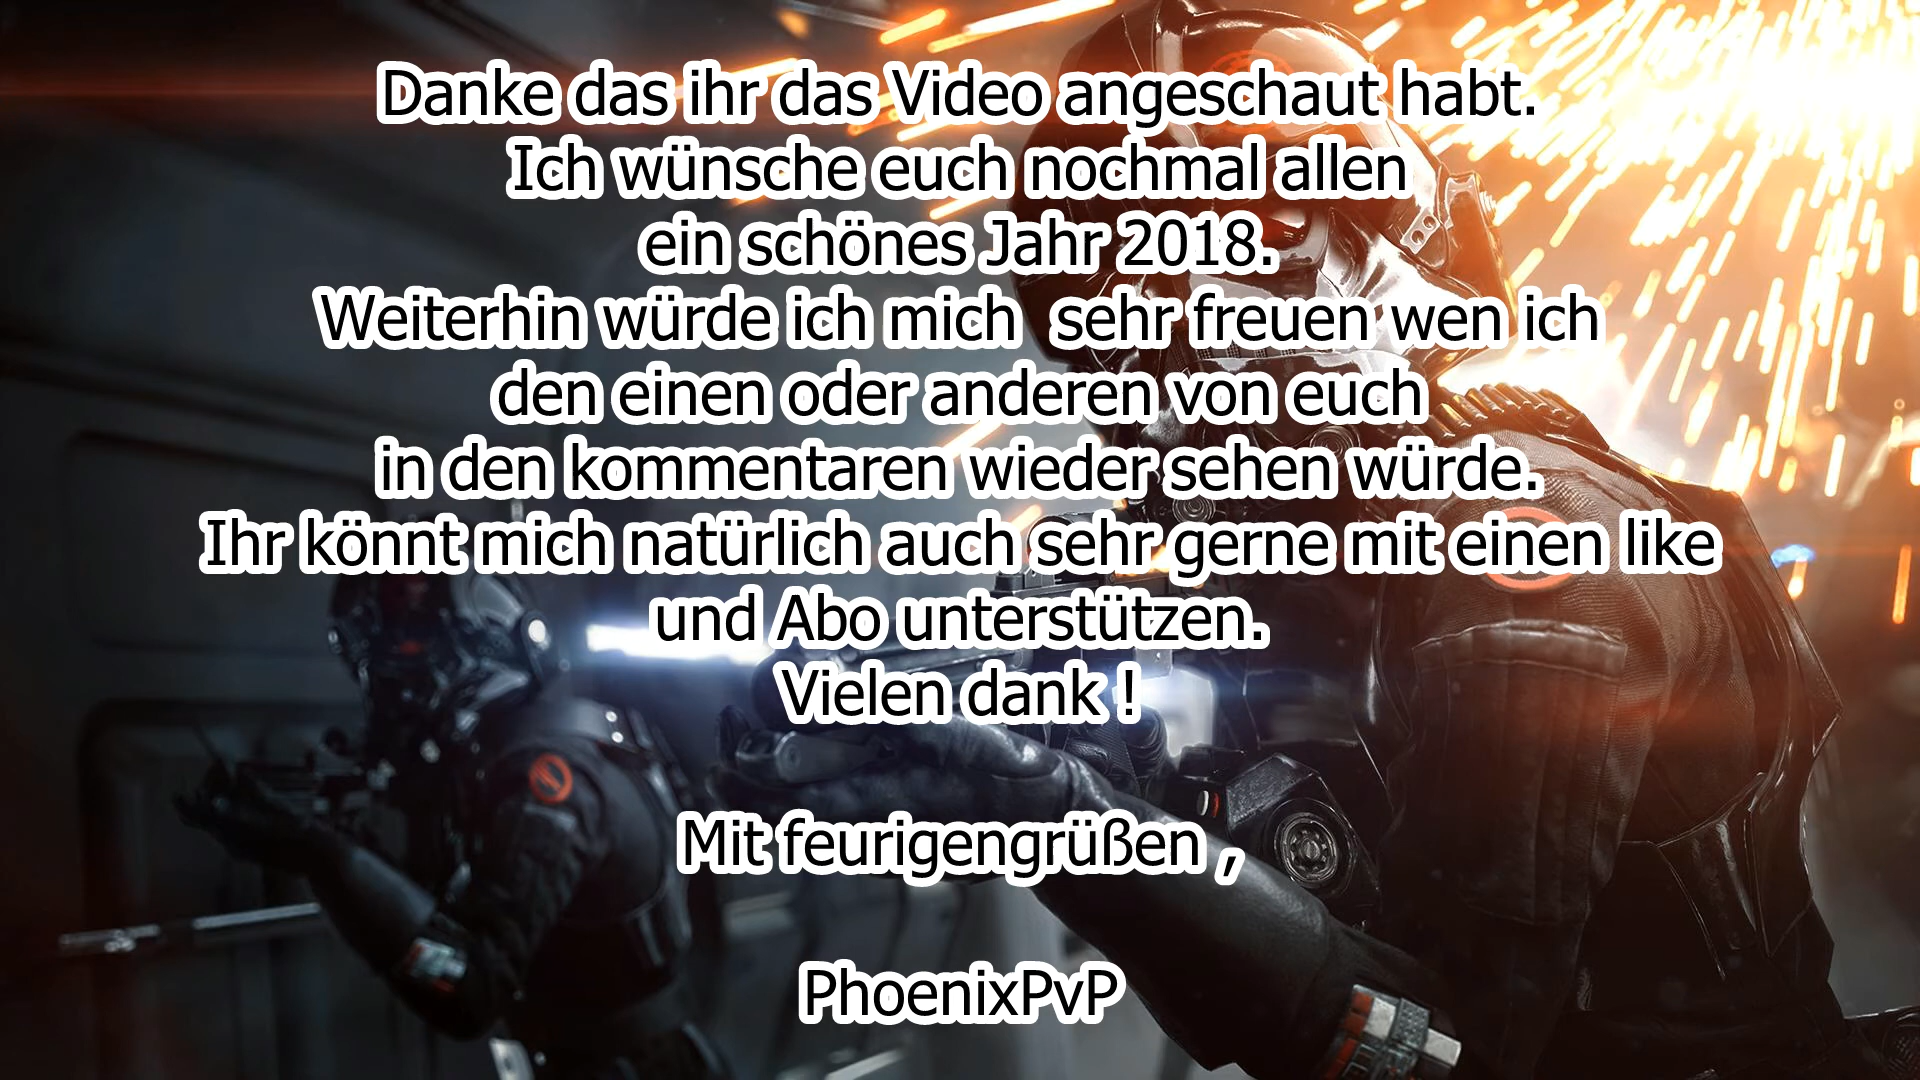 Danke das ihr das Video angeschaut habt.
Ich wünsche euch nochmal allen
ein schönes Jahr 2018.
Weiterhin würde ich mich  sehr freuen wen ich
den einen oder anderen von euch
in den kommentaren wieder sehen würde.
Ihr könnt mich natürlich auch sehr gerne mit einen like
und Abo unterstützen.
Vielen dank !
Mit feurigengrüßen ,
PhoenixPvP